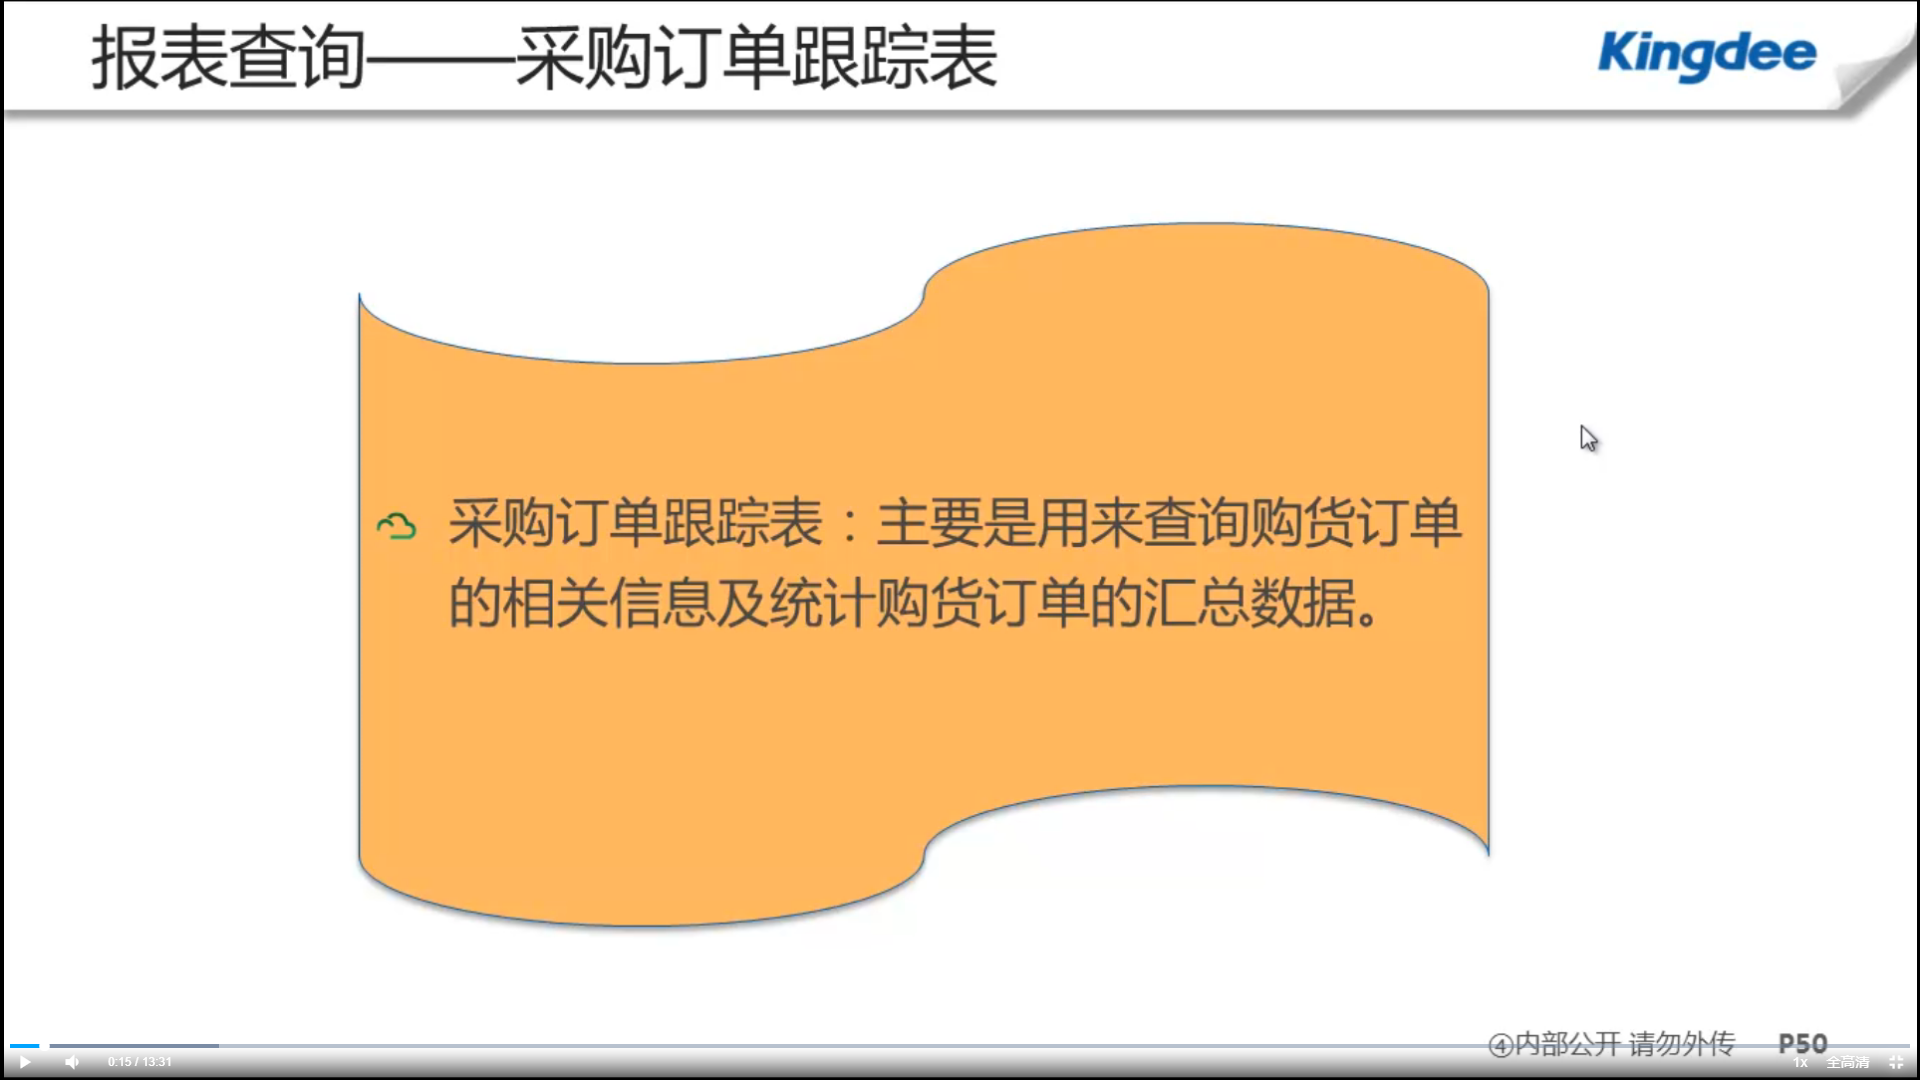 报表查询——采购订单跟踪表
Kingdee
采购订单跟踪表：主要是用来查询购货订单
的相关信息及统计购货订单的汇总数据。
④内部公开 请勿外传 P50
0:15 / 13:31
1x 全高清